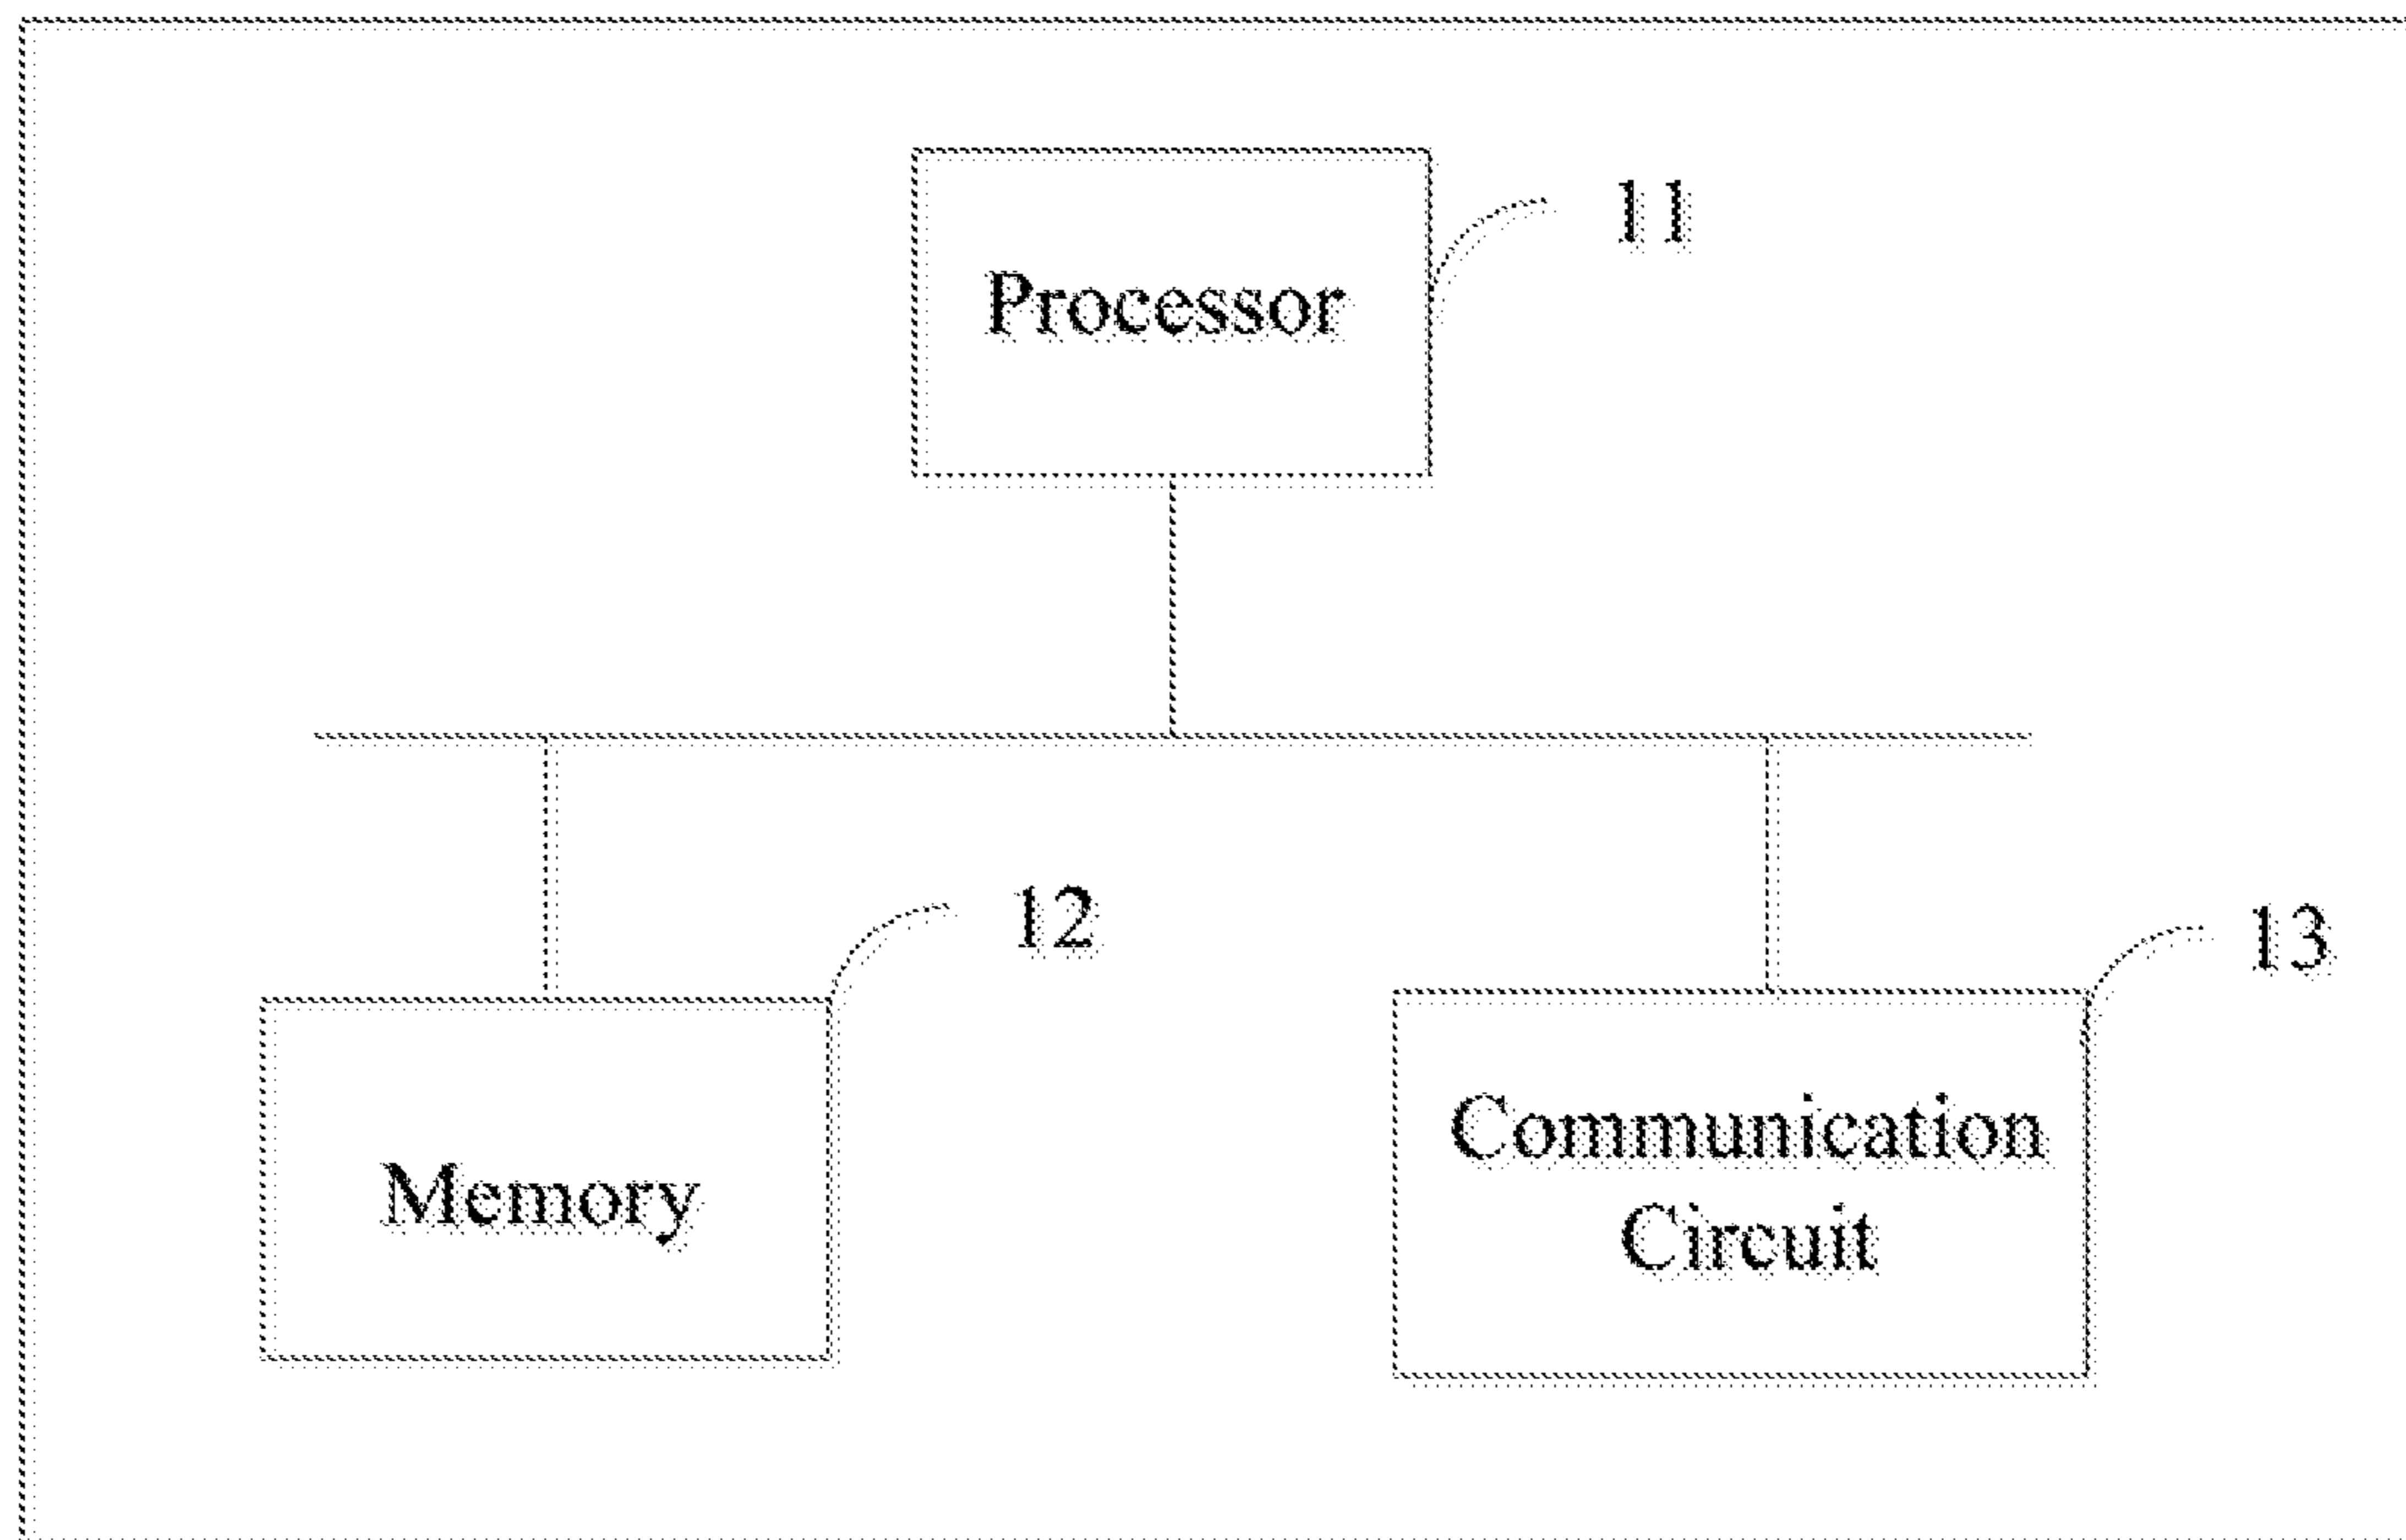 11
Processor
12
13
Memory
Communication
Circuit